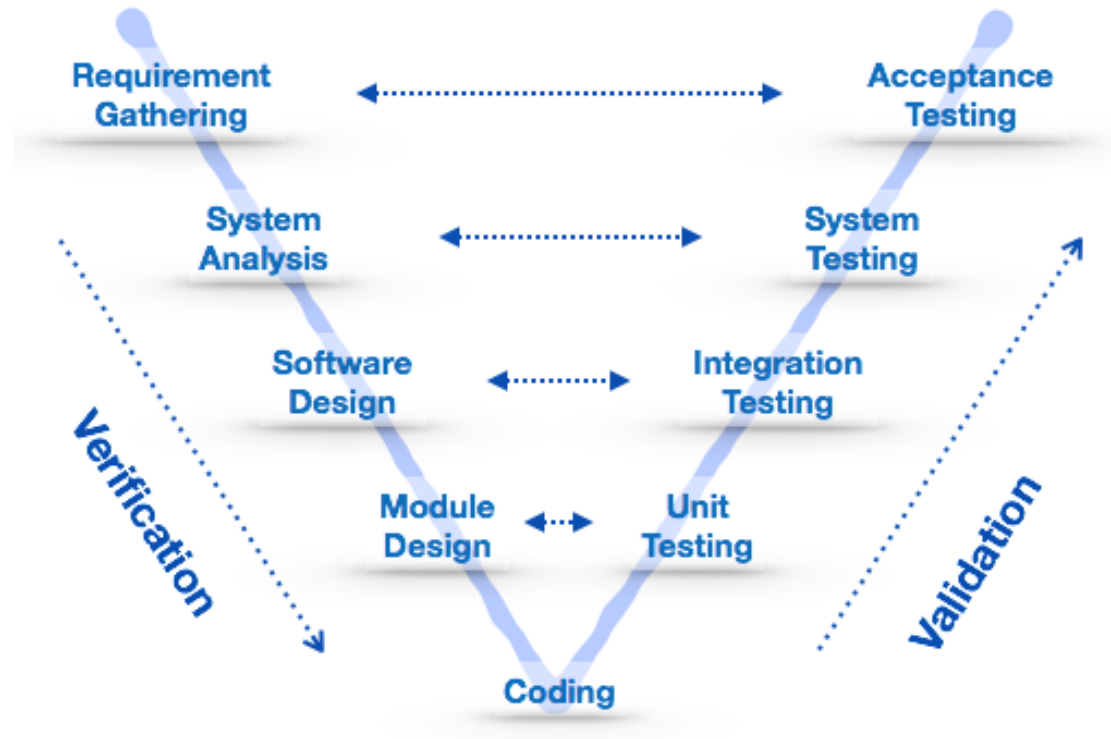 Requirement
Gathering
Acceptance
Testing
System
Analysis
System
Testing
Software
Design
Integration
Testing
Module
Design
Unit
Testing
Coding
Verification
Validation